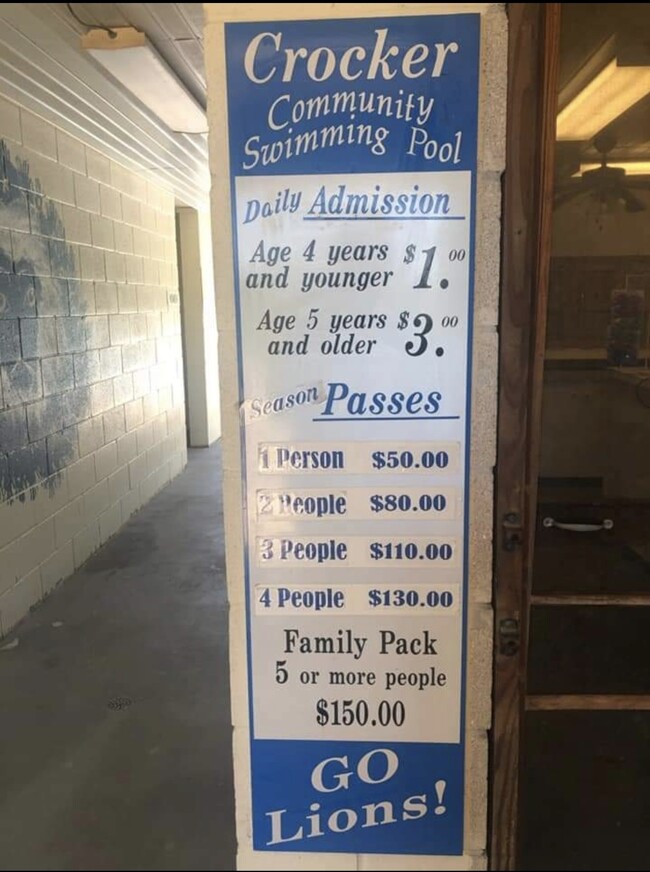 Crocker
Community
Swimming Pool
Daily Admission
Age 4 years $1.00
and younger
Age 5 years $3.00
and older
Season Passes
1 Person $50.00
2 People $80.00
3 People $110.00
4 People $130.00
Family Pack
5 or more people
$150.00
GO
Lions!